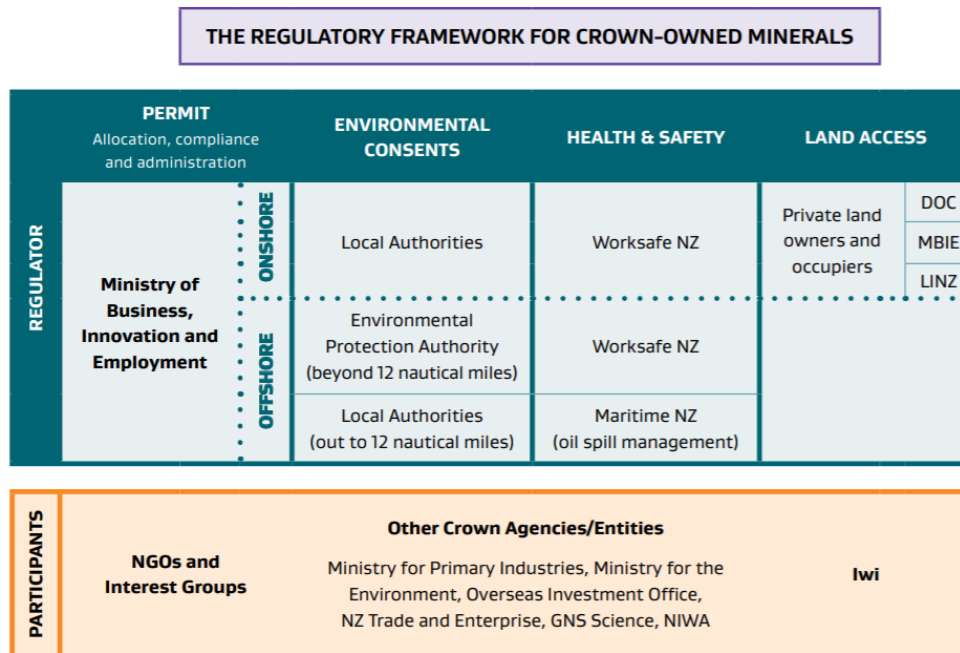 THE REGULATORY FRAMEWORK FOR CROWN-OWNED MINERALS
PERMIT
Allocation, compliance
and administration
ENVIRONMENTAL
CONSENTS
HEALTH & SAFETY
LAND ACCESS
REGULATOR
Ministry of
Business,
Innovation and
Employment
ONSHORE
Local Authorities
Worksafe NZ
Private land
owners and
occupiers
DOC
MBIE
LINZ
OFFSHORE
Environmental
Protection Authority
(beyond 12 nautical miles)
Worksafe NZ
Local Authorities
(out to 12 nautical miles)
Maritime NZ
(oil spill management)
PARTICIPANTS
NGOs and
Interest Groups
Other Crown Agencies/Entities
Ministry for Primary Industries, Ministry for the
Environment, Overseas Investment Office,
NZ Trade and Enterprise, GNS Science, NIWA
Iwi